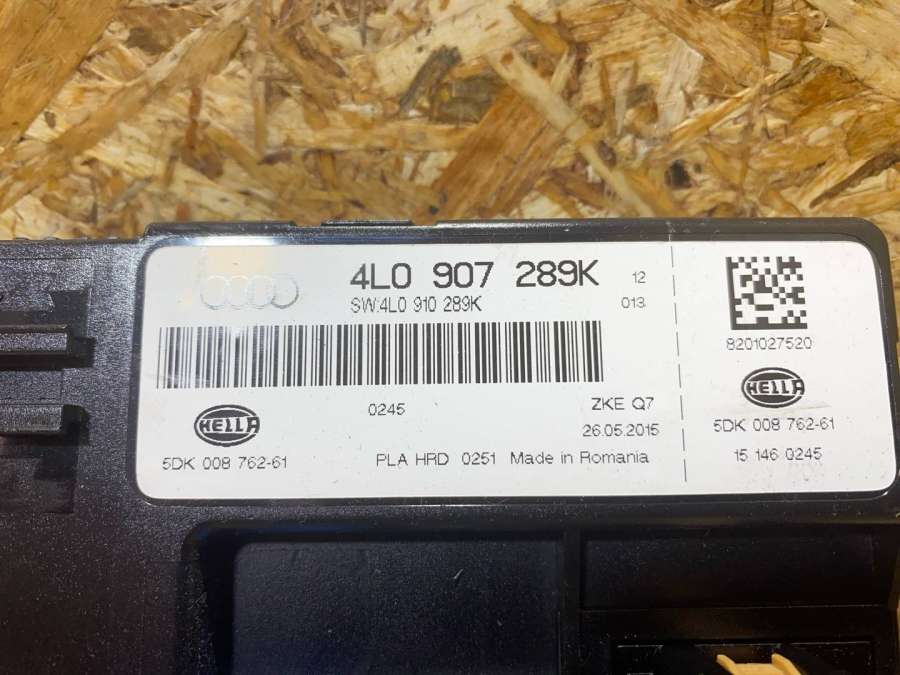 4L0 907 289K 12
SW:4L0 910 289K 013
0245
ZKE Q7
26.05.2015
HELLA
5DK 008 762-61
PLA HRD 0251 Made in Romania
8201027520
HELLA
5DK 008 762-61
15 146 0245